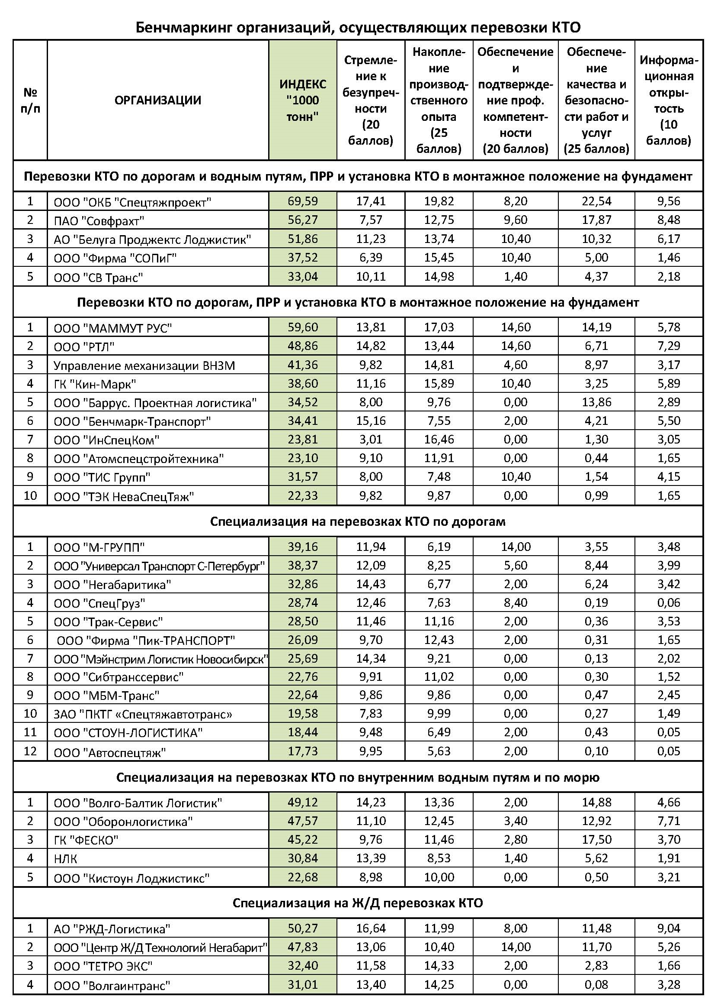 Бенчмаркинг организаций, осуществляющих перевозки КТО
№ п/п ОРГАНИЗАЦИИ ИНДЕКС "1000 тонн" Стремле-ние к безупреч-ности (20 баллов) Накопле-ние производ-ственного опыта (25 баллов) Обеспечение и подтвержде-ние проф. компетент-ности (20 баллов) Обеспече-ние качества и безопасно-сти работ и услуг (25 баллов) Информа-ционная откры-тость (10 баллов)
Перевозки КТО по дорогам и водным путям, ПРР и установка КТО в монтажное положение на фундамент
1 ООО "ОКБ "Спецтяжпроект" 69,59 17,41 19,82 8,20 22,54 9,56
2 ПАО "Совфрахт" 56,27 7,57 12,75 9,60 17,87 8,48
3 АО "Белуга Проджектс Лоджистик" 51,86 11,23 13,74 10,40 10,32 6,17
4 ООО "Фирма "СОПиГ" 37,52 6,39 15,45 10,40 5,00 1,46
5 ООО "СВ Транс" 33,04 10,11 14,98 1,40 4,37 2,18
Перевозки КТО по дорогам, ПРР и установка КТО в монтажное положение на фундамент
1 ООО "МАММУТ РУС" 59,60 13,81 17,03 14,60 14,19 5,78
2 ООО "РТЛ" 48,86 14,82 13,44 14,60 6,71 7,29
3 Управление механизации ВНЗМ 41,36 9,82 14,81 4,60 8,97 3,17
4 ГК "Кин-Марк" 38,60 11,16 15,89 10,40 3,25 5,89
5 ООО "Баррус. Проектная логистика" 34,52 8,00 9,76 0,00 13,86 2,89
6 ООО "Бенчмарк-Транспорт" 34,41 15,16 7,55 2,00 4,21 5,50
7 ООО "ИнСпецКом" 23,81 3,01 16,46 0,00 1,30 3,05
8 ООО "Атомспецстройтехника" 23,10 9,10 11,91 0,00 0,44 1,65
9 ООО "ТИС Групп" 31,57 8,00 7,48 10,40 1,54 4,15
10 ООО "ТЭК НеваСпецТяж" 22,33 9,82 9,87 0,00 0,99 1,65
Специализация на перевозках КТО по дорогам
1 ООО "М-ГРУПП" 39,16 11,94 6,19 14,00 3,55 3,48
2 ООО "Универсал Транспорт С-Петербург" 38,37 12,09 8,25 5,60 8,44 3,99
3 ООО "Негабаритика" 32,86 14,43 6,77 2,00 6,24 3,42
4 ООО "СпецГруз" 28,74 12,46 7,63 8,40 0,19 0,06
5 ООО "Трак-Сервис" 28,50 11,46 11,16 2,00 0,36 3,53
6 ООО "Фирма "Пик-ТРАНСПОРТ" 26,09 9,70 12,43 2,00 0,31 1,65
7 ООО "Мэйнстрим Логистик Новосибирск" 25,69 14,34 9,21 0,00 0,13 2,02
8 ООО "Сибтранссервис" 22,76 9,91 11,02 0,00 0,30 1,52
9 ООО "МБМ-Транс" 22,64 9,86 9,86 0,00 0,47 2,45
10 ЗАО "ПКТГ «Спецтяжавтотранс» 19,58 7,83 9,99 0,00 0,27 1,49
11 ООО "СТОУН-ЛОГИСТИКА" 18,44 9,48 6,49 2,00 0,43 0,05
12 ООО "Автоспецтяж" 17,73 9,95 5,63 2,00 0,10 0,05
Специализация на перевозках КТО по внутренним водным путям и по морю
1 ООО "Волго-Балтик Логистик" 49,12 14,23 13,36 2,00 14,88 4,66
2 ООО "Оборонлогистика" 47,57 11,10 12,45 3,40 12,92 7,71
3 ГК "ФЕСКО" 45,22 9,76 11,46 2,80 17,50 3,70
4 НЛК 30,84 13,39 8,53 1,40 5,62 1,91
5 ООО "Кистоун Лоджистикс" 22,68 8,98 10,00 0,00 0,50 3,21
Специализация на Ж/Д перевозках КТО
1 АО "РЖД-Логистика" 50,27 16,64 11,99 8,00 11,48 9,04
2 ООО "Центр Ж/Д Технологий Негабарит" 47,83 13,06 10,40 14,00 11,70 5,26
3 ООО "ТЕТРО ЭКС" 32,40 11,58 14,33 2,00 2,83 1,66
4 ООО "Волгаинтранс" 31,01 13,40 14,25 0,00 0,08 3,28